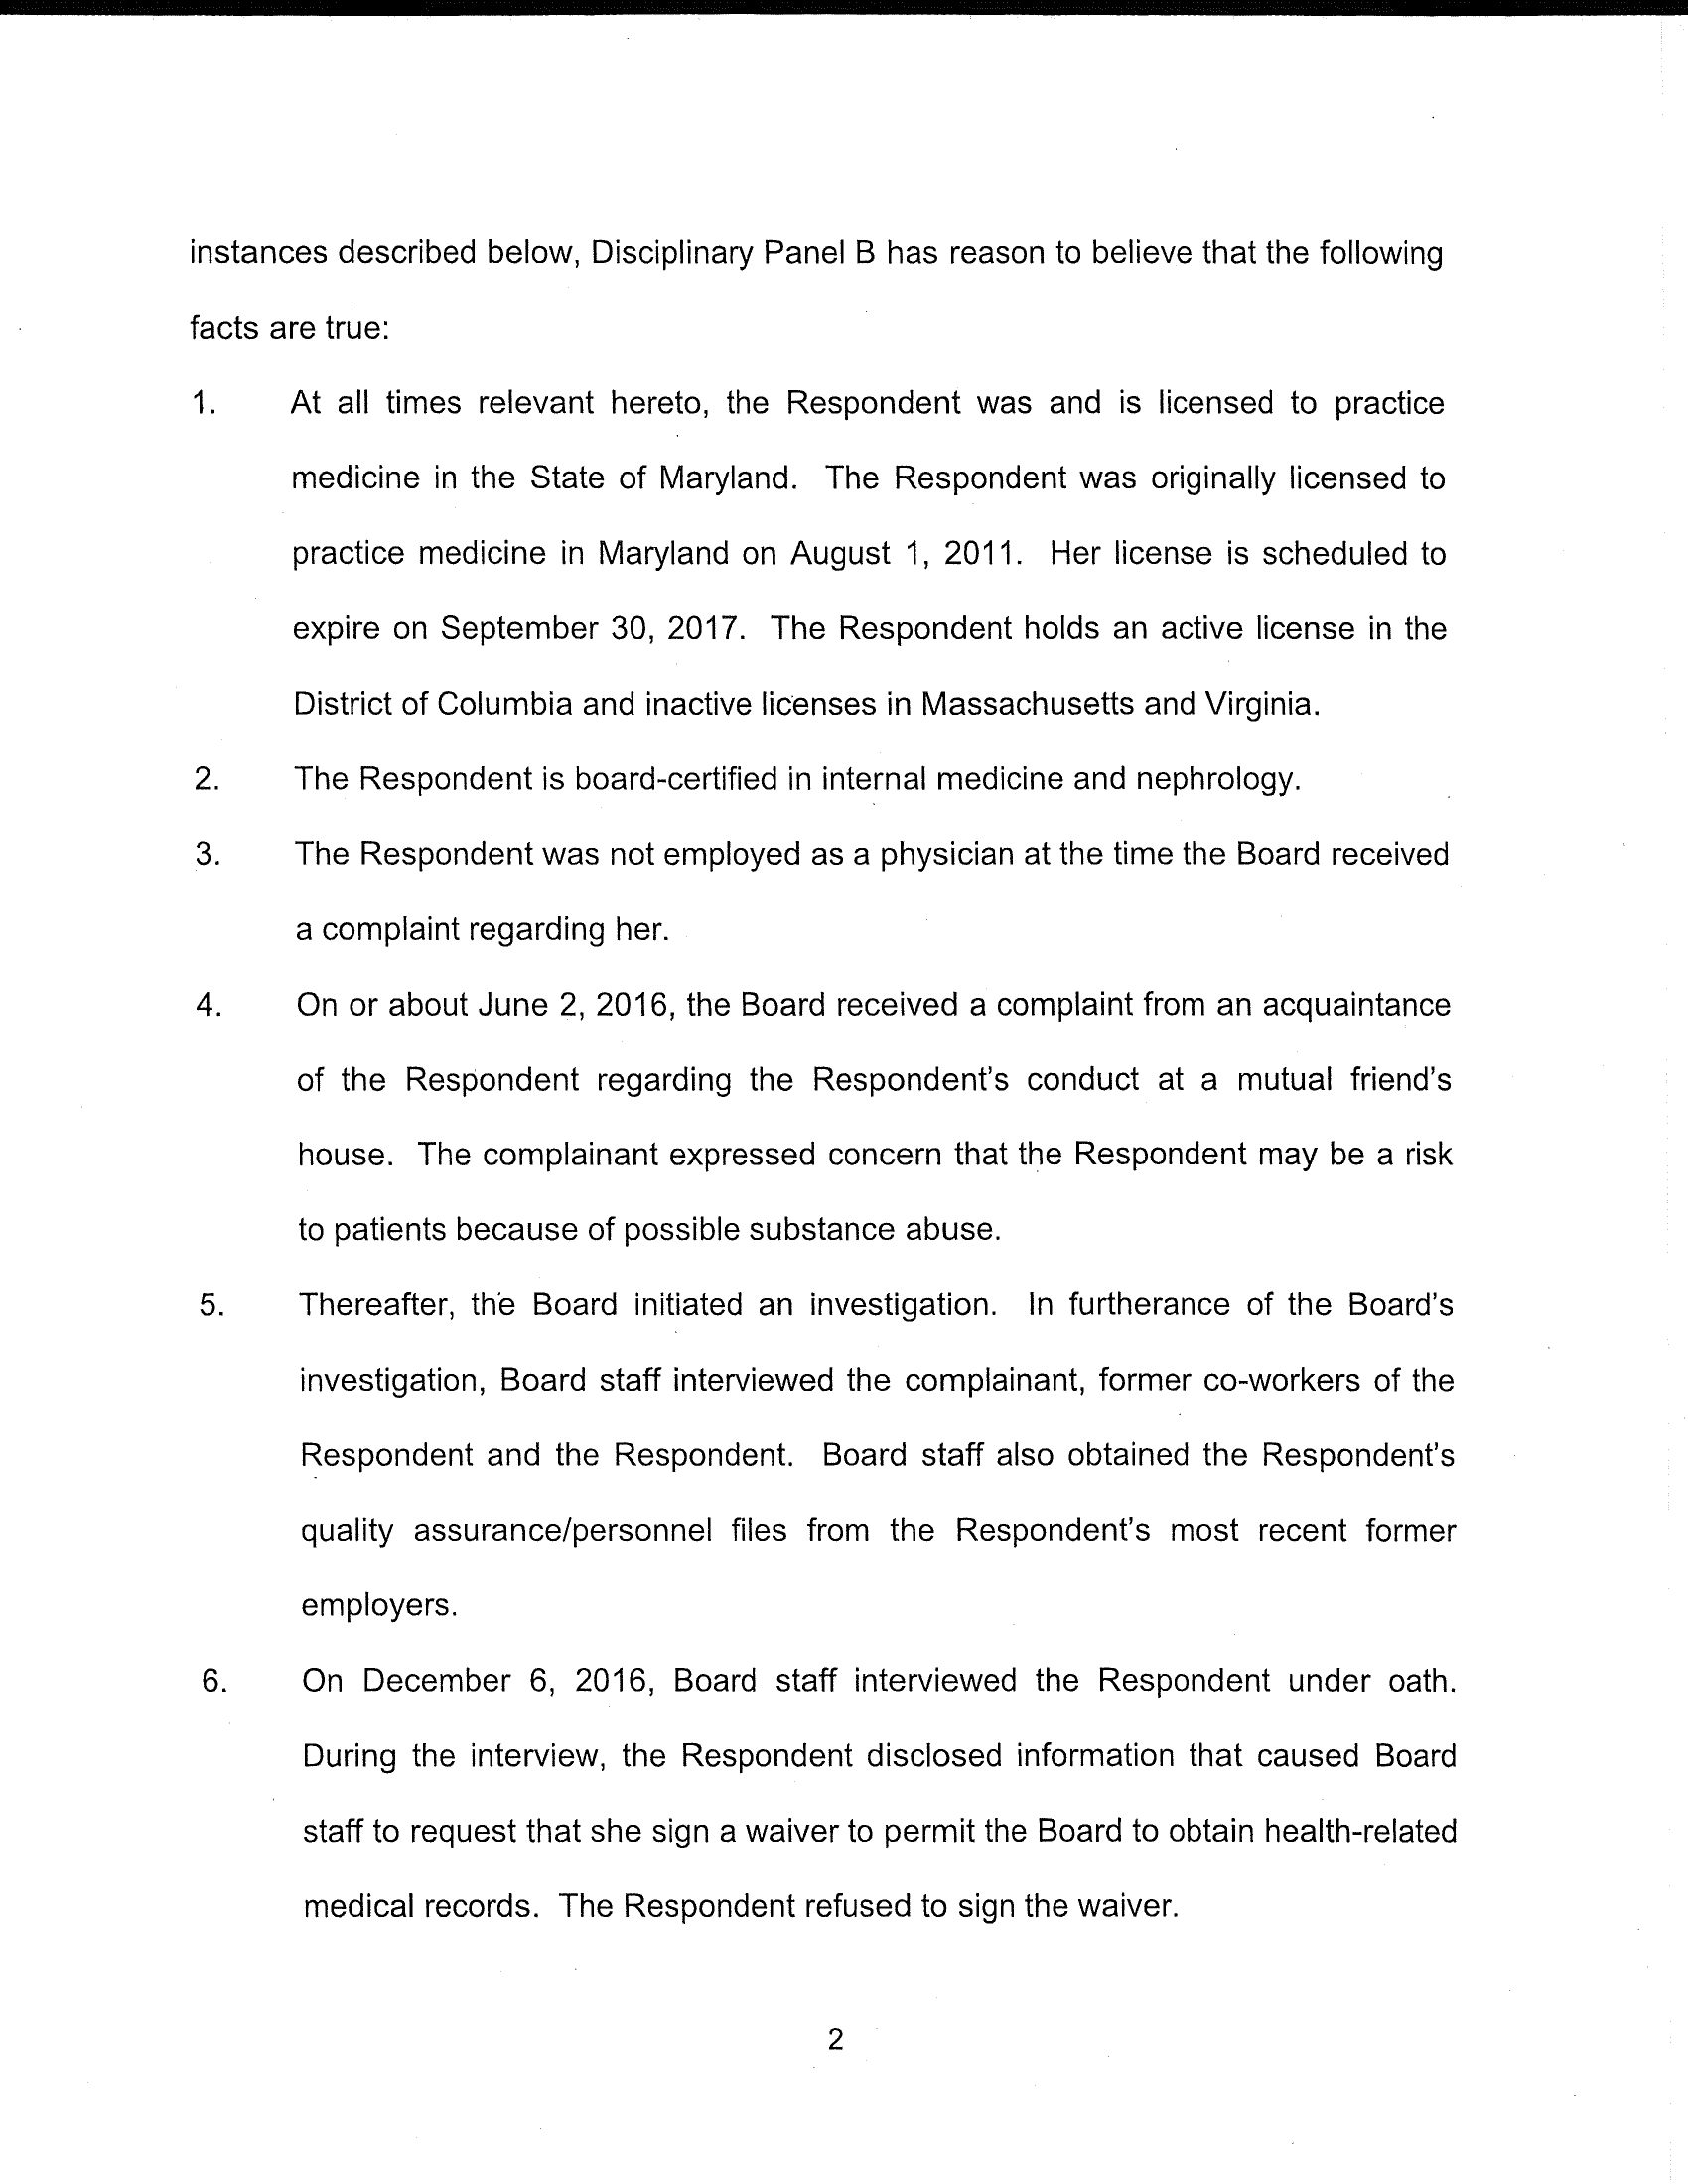 instances described below, Disciplinary Panel B has reason to believe that the following
facts are true:
1. At all times relevant hereto, the Respondent was and is licensed to practice
medicine in the State of Maryland. The Respondent was originally licensed to
practice medicine in Maryland on August 1, 2011. Her license is scheduled to
expire on September 30, 2017. The Respondent holds an active license in the
District of Columbia and inactive licenses in Massachusetts and Virginia.
2. The Respondent is board-certified in internal medicine and nephrology.
3. The Respondent was not employed as a physician at the time the Board received
a complaint regarding her.
4. On or about June 2, 2016, the Board received a complaint from an acquaintance
of the Respondent regarding the Respondent's conduct at a mutual friend's
house. The complainant expressed concern that the Respondent may be a risk
to patients because of possible substance abuse.
5. Thereafter, the Board initiated an investigation. In furtherance of the Board's
investigation, Board staff interviewed the complainant, former co-workers of the
Respondent and the Respondent. Board staff also obtained the Respondent's
quality assurance/personnel files from the Respondent's most recent former
employers.
6. On December 6, 2016, Board staff interviewed the Respondent under oath.
During the interview, the Respondent disclosed information that caused Board
staff to request that she sign a waiver to permit the Board to obtain health-related
medical records. The Respondent refused to sign the waiver.
2